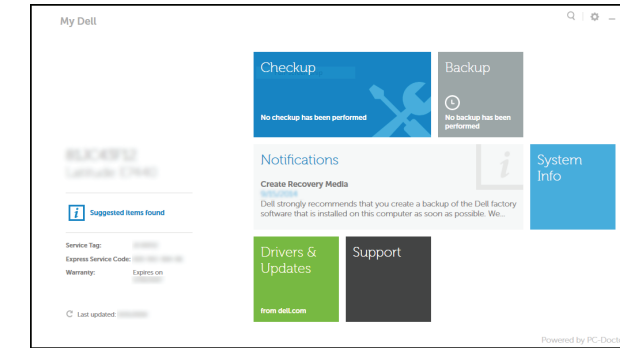 My Dell
Checkup
No checkup has been performed
Backup
No backup has been
performed
Notifications
Create Recovery Media
Dell strongly recommends that you create a backup of the Dell factory
software that is installed on this computer as soon as possible. We...
System
Info
Suggested items found
Service Tag:
Express Service Code:
Warranty: Expires on
Last updated:
Drivers &
Updates
from dell.com
Support
Powered by PC-Doct